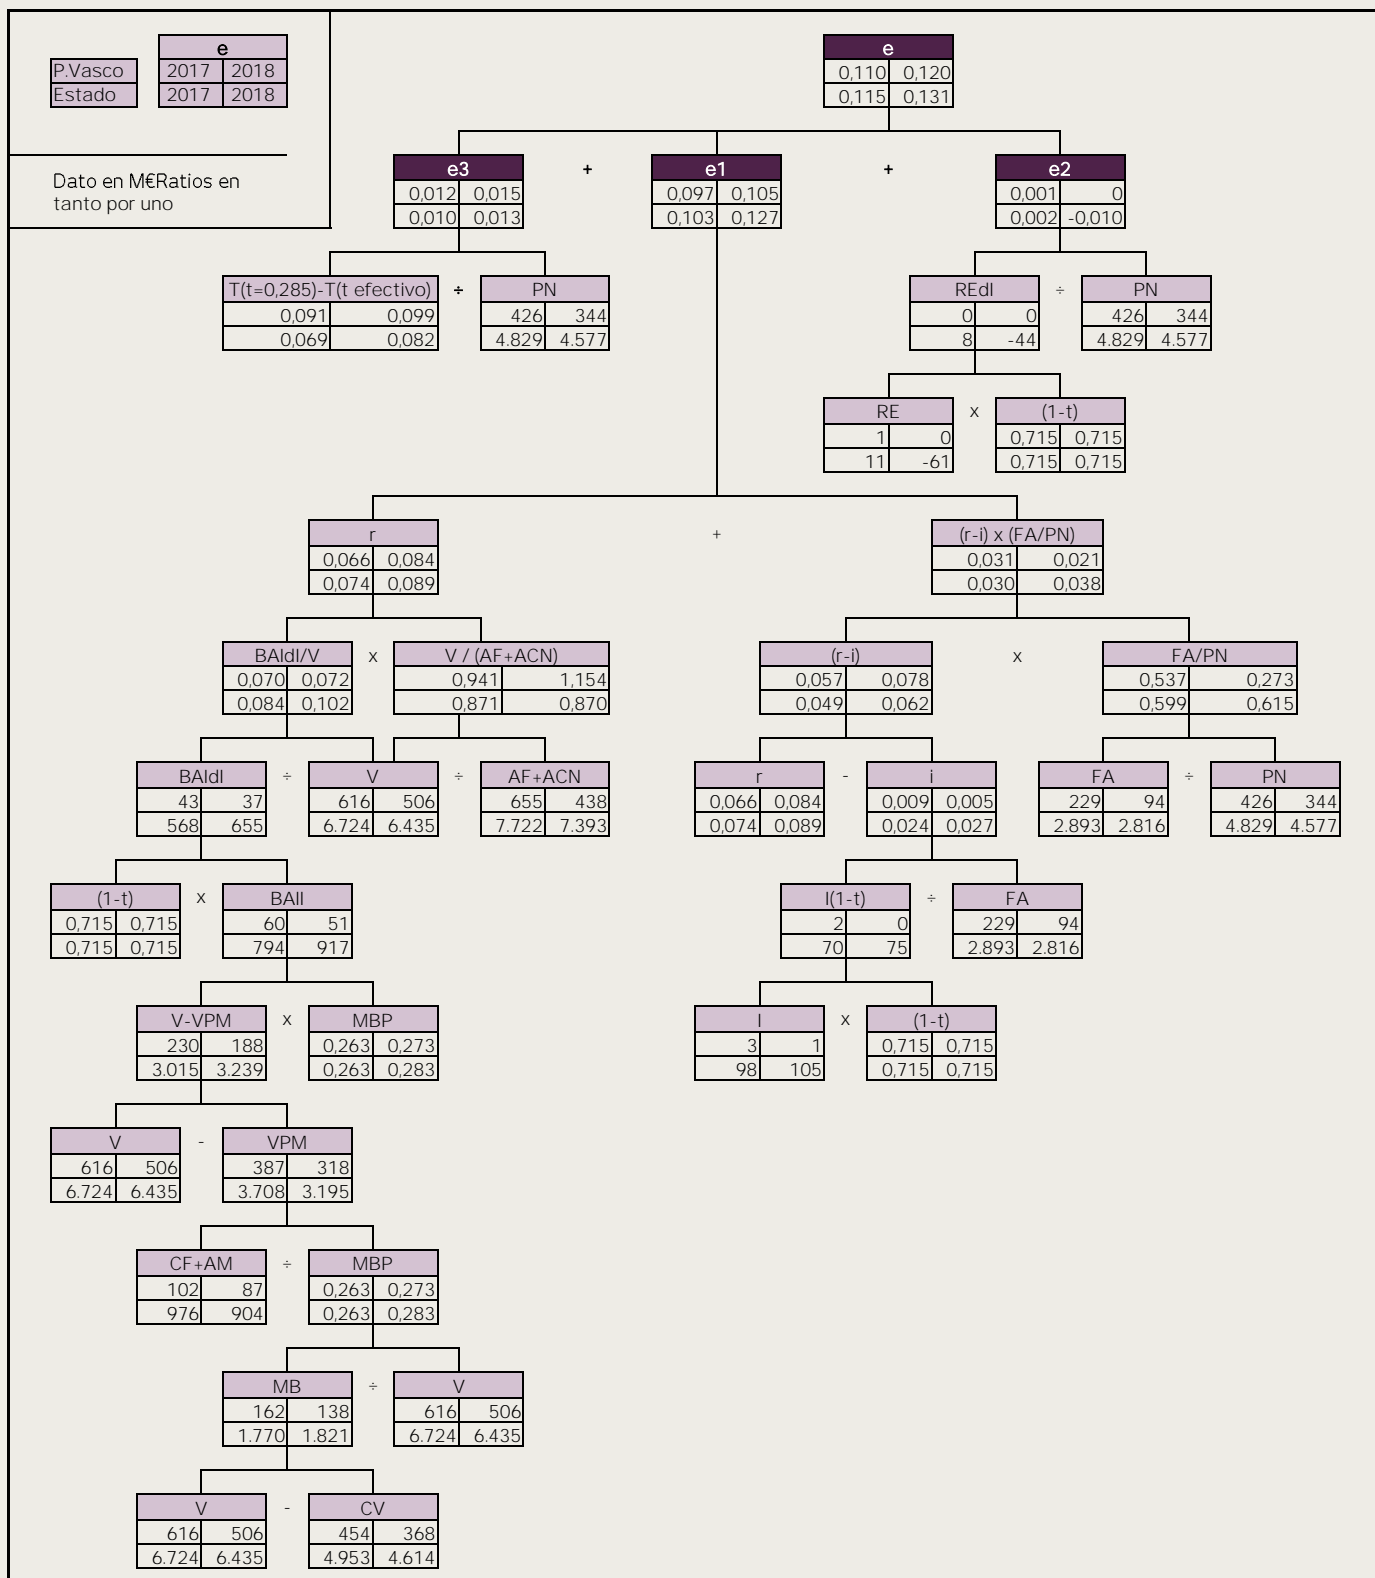 e
P.Vasco 2017 2018
Estado 2017 2018
Dato en M€Ratios en
tanto por uno
e
0,110 0,120
0,115 0,131
e3 + e1 + e2
0,012 0,015 0,097 0,105 0,001 0
0,010 0,013 0,103 0,127 0,002 -0,010
T(t=0,285)-T(t efectivo) ÷ PN REdI ÷ PN
0,091 0,099 426 344 0 0 426 344
0,069 0,082 4.829 4.577 8 -44 4.829 4.577
RE x (1-t)
1 0 0,715 0,715
11 -61 0,715 0,715
r + (r-i) x (FA/PN)
0,066 0,084 0,031 0,021
0,074 0,089 0,030 0,038
BAIdI/V x V / (AF+ACN) (r-i) x FA/PN
0,070 0,072 0,941 1,154 0,057 0,078 0,537 0,273
0,084 0,102 0,871 0,870 0,049 0,062 0,599 0,615
BAIdI ÷ V ÷ AF+ACN r - i FA ÷ PN
43 37 616 506 655 438 0,066 0,084 0,009 0,005 229 94 426 344
568 655 6.724 6.435 7.722 7.393 0,074 0,089 0,024 0,027 2.893 2.816 4.829 4.577
(1-t) x BAII I(1-t) ÷ FA
0,715 0,715 60 51 2 0 229 94
0,715 0,715 794 917 70 75 2.893 2.816
V-VPM x MBP I x (1-t)
230 188 0,263 0,273 3 1 0,715 0,715
3.015 3.239 0,263 0,283 98 105 0,715 0,715
V - VPM
616 506 387 318
6.724 6.435 3.708 3.195
CF+AM ÷ MBP
102 87 0,263 0,273
976 904 0,263 0,283
MB ÷ V
162 138 616 506
1.770 1.821 6.724 6.435
V - CV
616 506 454 368
6.724 6.435 4.953 4.614